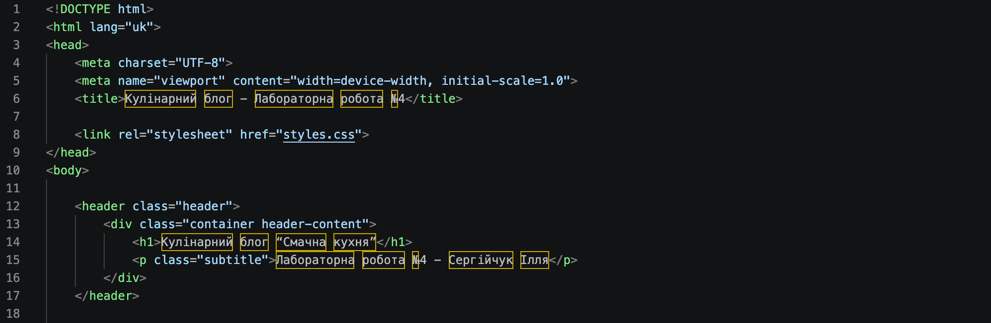 1 <!DOCTYPE html>
2 <html lang="uk">
3 <head>
4 <meta charset="UTF-8">
5 <meta name="viewport" content="width=device-width, initial-scale=1.0">
6 <title>Кулінарний блог – Лабораторна робота №4</title>
7
8 <link rel="stylesheet" href="styles.css">
9 </head>
10 <body>
11
12 <header class="header">
13 <div class="container header-content">
14 <h1>Кулінарний блог “Смачна кухня”</h1>
15 <p class="subtitle">Лабораторна робота №4 – Сергійчук Ілля</p>
16 </div>
17 </header>
18